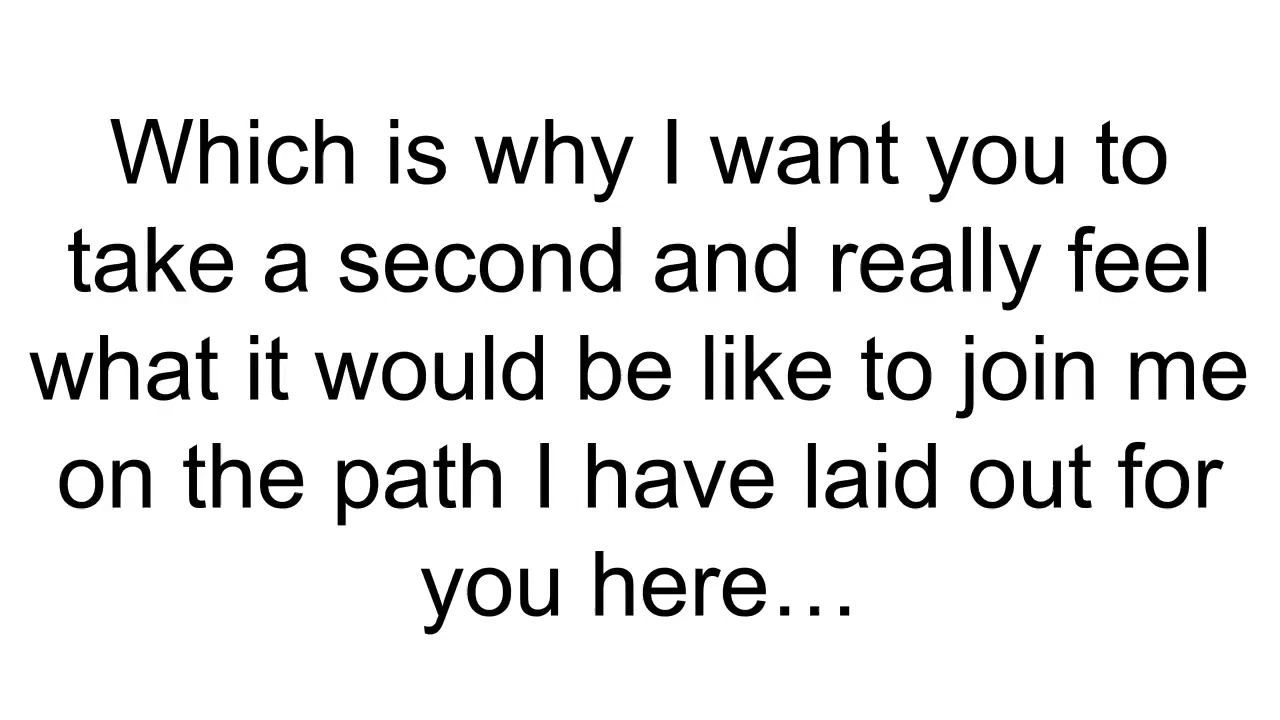 Which is why I want you to
take a second and really feel
what it would be like to join me
on the path I have laid out for
you here…